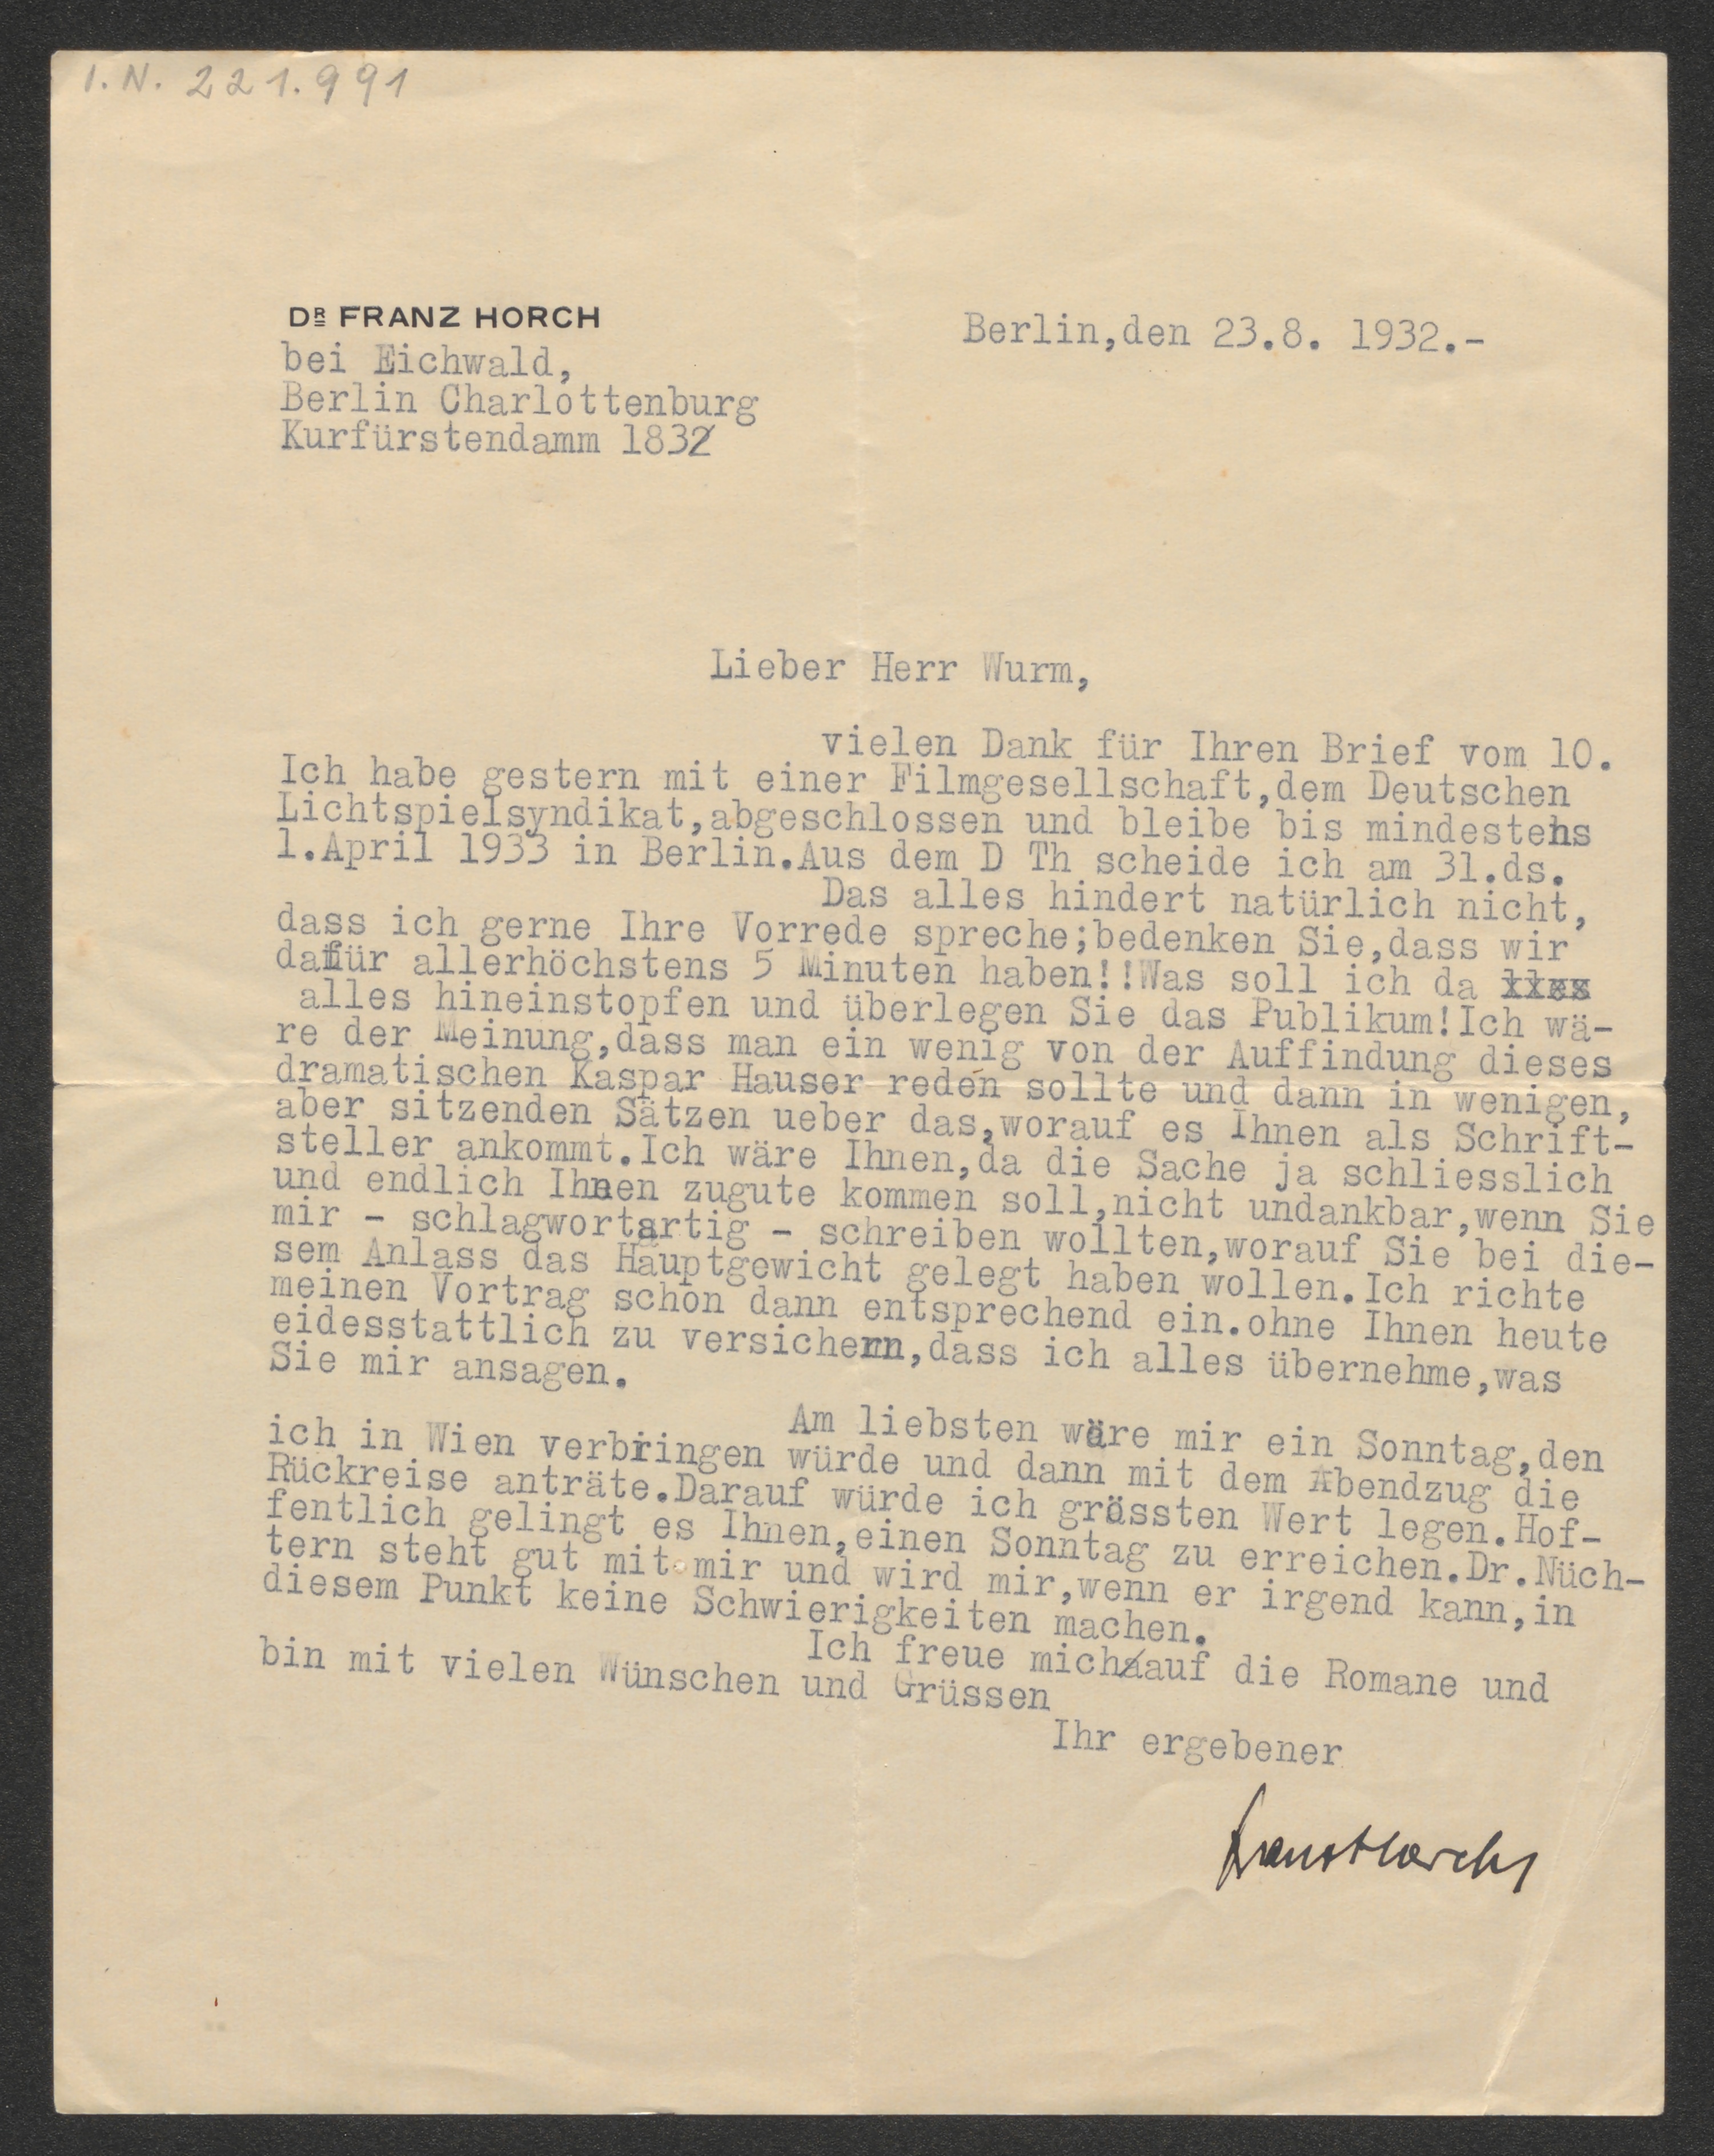 I.N. 221.991
DR FRANZ HORCH
bei Eichwald,
Berlin Charlottenburg
Kurfürstendamm 183
Berlin,den 23.8. 1932.-
Lieber Herr Wurm,
vielen Dank für Ihren Brief vom 10.
Ich habe gestern mit einer Filmgesellschaft,dem Deutschen
Lichtspielsyndikat,abgeschlossen und bleibe bis mindestens
1.April 1933 in Berlin.Aus dem D Th scheide ich am 31.ds.
Das alles hindert natürlich nicht,
dass ich gerne Ihre Vorrede spreche;bedenken Sie,dass wir
dafür allerhöchstens 5 Minuten haben!!Was soll ich da
alles hineinstopfen und überlegen Sie das Publikum!Ich wä-
re der Meinung,dass man ein wenig von der Auffindung dieses
dramatischen Kaspar Hauser reden sollte und dann in wenigen,
aber sitzenden Sätzen ueber das,worauf es Ihnen als Schrift-
steller ankommt.Ich wäre Ihnen,da die Sache ja schliesslich
und endlich Ihnen zugute kommen soll,nicht undankbar,wenn Sie
mir - schlagwortartig - schreiben wollten,worauf Sie bei die-
sem Anlass das Hauptgewicht gelegt haben wollen.Ich richte
meinen Vortrag schon dann entsprechend ein.ohne Ihnen heute
eidesstattlich zu versichern,dass ich alles übernehme,was
Sie mir ansagen.
Am liebsten wäre mir ein Sonntag,den
ich in Wien verbringen würde und dann mit dem Abendzug die
Rückreise anträte.Darauf würde ich grössten Wert legen.Hof-
fentlich gelingt es Ihnen,einen Sonntag zu erreichen.Dr.Nüch-
tern steht gut mit mir und wird mir,wenn er irgend kann,in
diesem Punkt keine Schwierigkeiten machen.
Ich freue mich auf die Romane und
bin mit vielen Wünschen und Grüssen
Ihr ergebener
Franz Horch